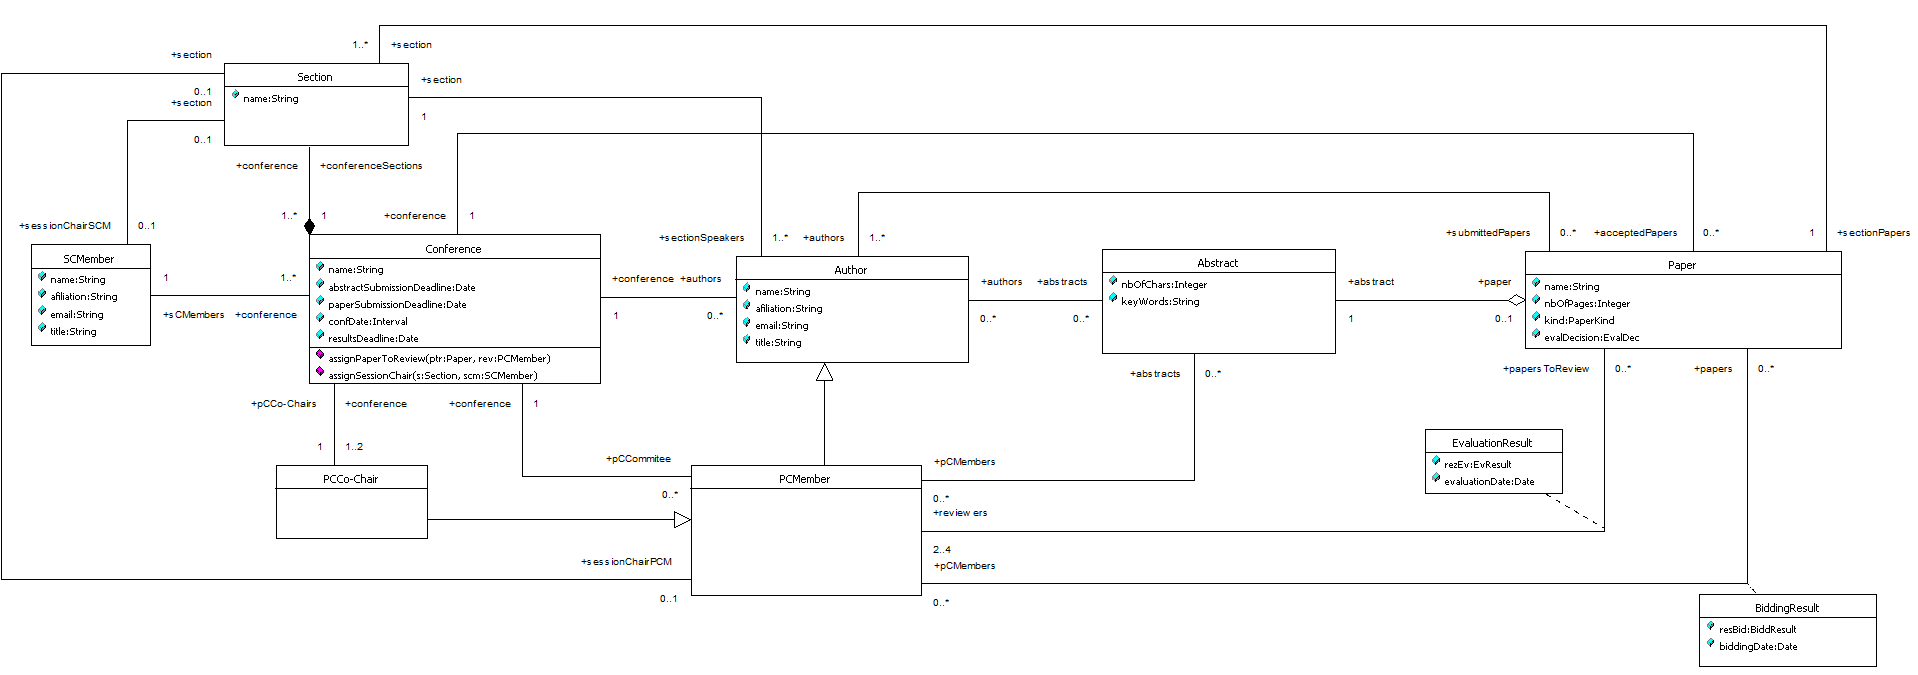 +section
1..*
+section
Section
name:String
0..1
+section
0..1
+section
1
+conference
+conferenceSections
1..*
1
+conference
1
+sessionChairSCM
0..1
SCMember
name:String
afiliation:String
email:String
title:String
1
+sCMembers
1..*
+conference
Conference
name:String
abstractSubmissionDeadline:Date
paperSubmissionDeadline:Date
confDate:Interval
resultsDeadline:Date
assignPaperToReview(ptr:Paper, rev:PCMember)
assignSessionChair(s:Section, scm:SCMember)
+conference
1
+authors
0..*
+sectionSpeakers
1..*
+authors
1..*
Author
name:String
afiliation:String
email:String
title:String
+authors
0..*
+abstracts
0..*
Abstract
nbOfChars:Integer
keyWords:String
+abstract
1
+paper
0..1
+submittedPapers
0..*
+acceptedPapers
0..*
1
+sectionPapers
Paper
name:String
nbOfPages:Integer
kind:PaperKind
evalDecision:EvalDec
+pCCo-Chairs
+conference
1
1..2
+conference
1
+pCCommitee
0..*
+abstracts
0..*
+papersToReview
0..*
+papers
0..*
EvaluationResult
rezEv:EvResult
evaluationDate:Date
PCCo-Chair
PCMember
+pCMembers
0..*
+reviewers
2..4
+pCMembers
0..*
+sessionChairPCM
0..1
BiddingResult
resBid:BiddResult
biddingDate:Date